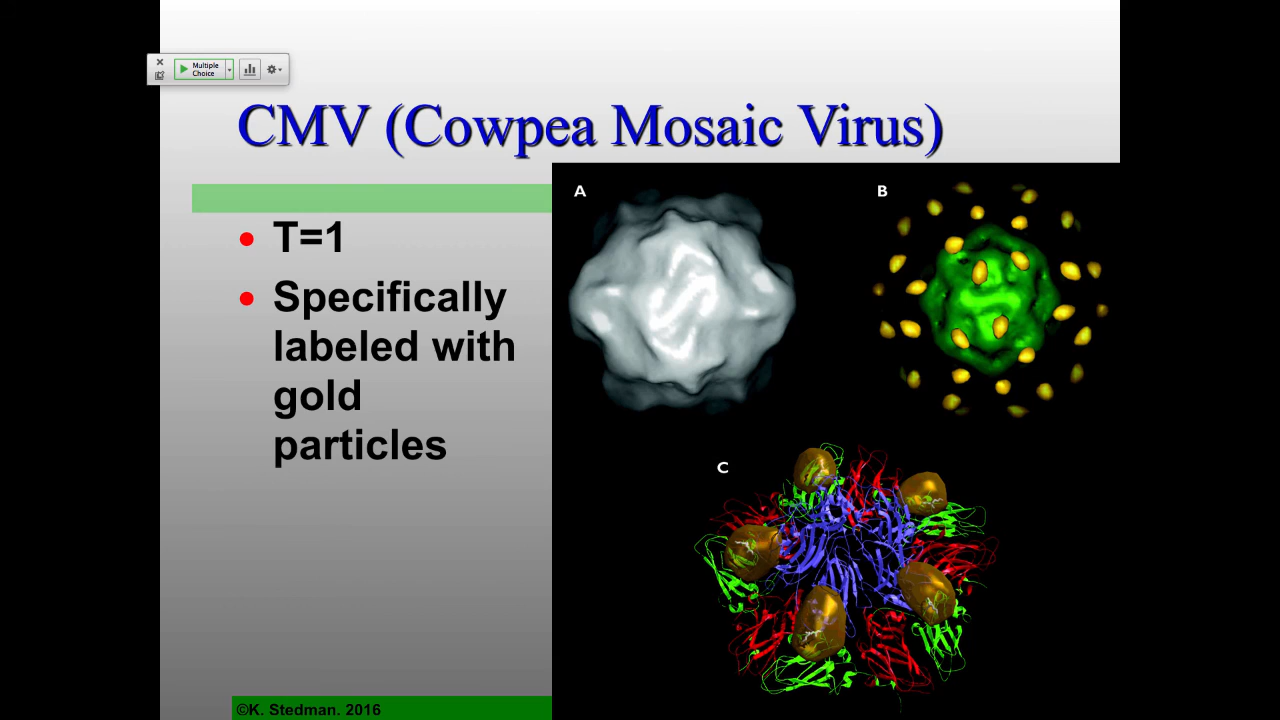 Multiple
Choice
CMV (Cowpea Mosaic Virus)
A
B
T=1
Specifically
labeled with
gold
particles
C
©K. Stedman. 2016